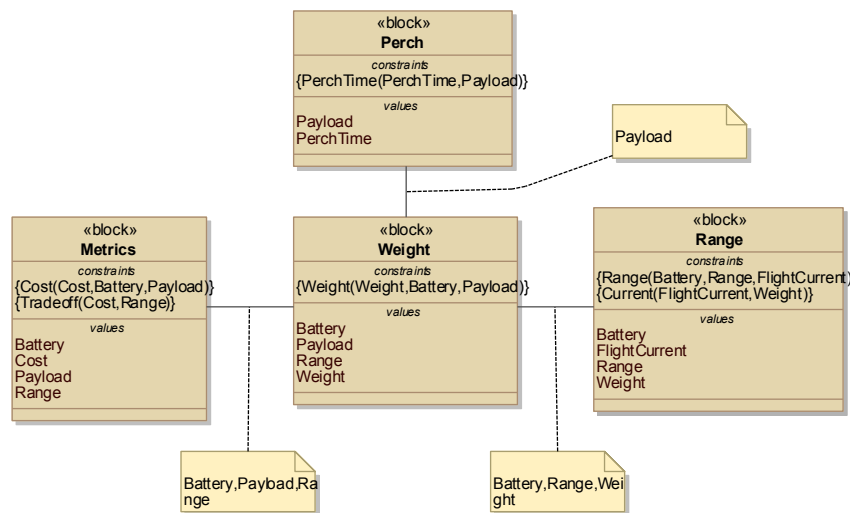 «block»
Perch
constraints
{PerchTime(PerchTime,Payload)}
values
Payload
PerchTime
Payload
«block»
Metrics
constraints
{Cost(Cost,Battery,Payload)}
{Tradeoff(Cost,Range)}
values
Battery
Cost
Payload
Range
«block»
Weight
constraints
{Weight(Weight,Battery,Payload)}
values
Battery
Payload
Range
Weight
«block»
Range
constraints
{Range(Battery,Range,FlightCurrent)
{Current(FlightCurrent,Weight)}
values
Battery
FlightCurrent
Range
Weight
Battery,Payload,Ra
nge
Battery,Range,Wei
ght